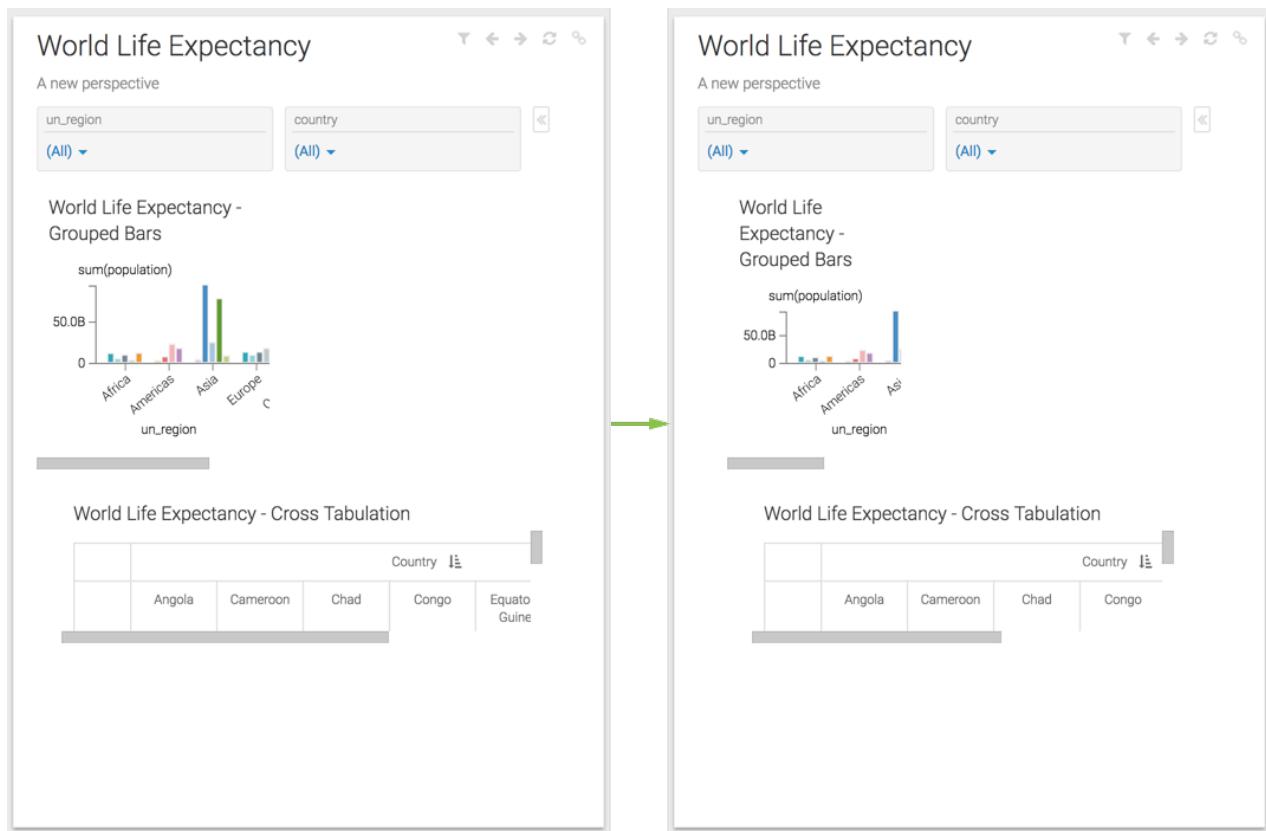 World Life Expectancy
A new perspective
un_region
country
(All)
(All)
World Life Expectancy -
Grouped Bars
sum(population)
50.0B
0
Africa
Americas
Asia
Europe
un_region
World Life Expectancy - Cross Tabulation
Country
Angola
Cameroon
Chad
Congo
Equato
Guine
World Life Expectancy
A new perspective
un_region
country
(All)
(All)
World Life
Expectancy -
Grouped Bars
sum(population)
50.0B
0
Africa
Americas
Asi
un_region
World Life Expectancy - Cross Tabulation
Country
Angola
Cameroon
Chad
Congo